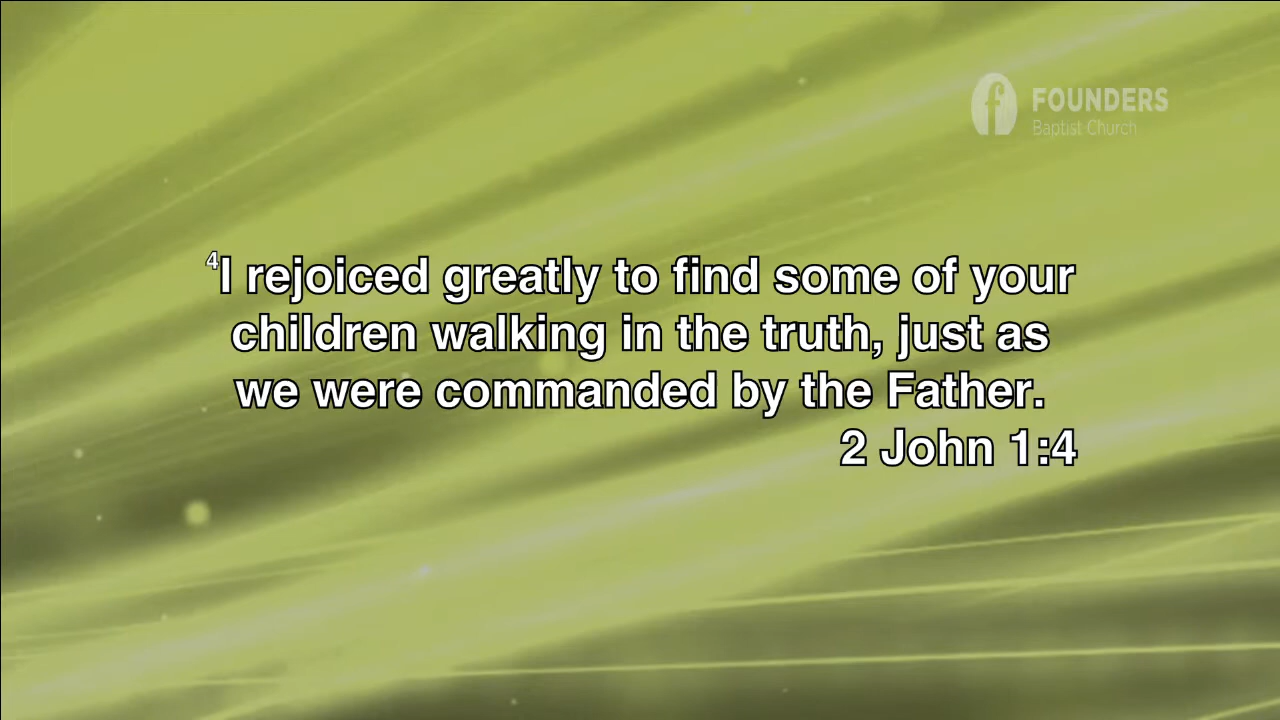 FOUNDERS
Baptist Church
4I rejoiced greatly to find some of your
children walking in the truth, just as
we were commanded by the Father.
2 John 1:4